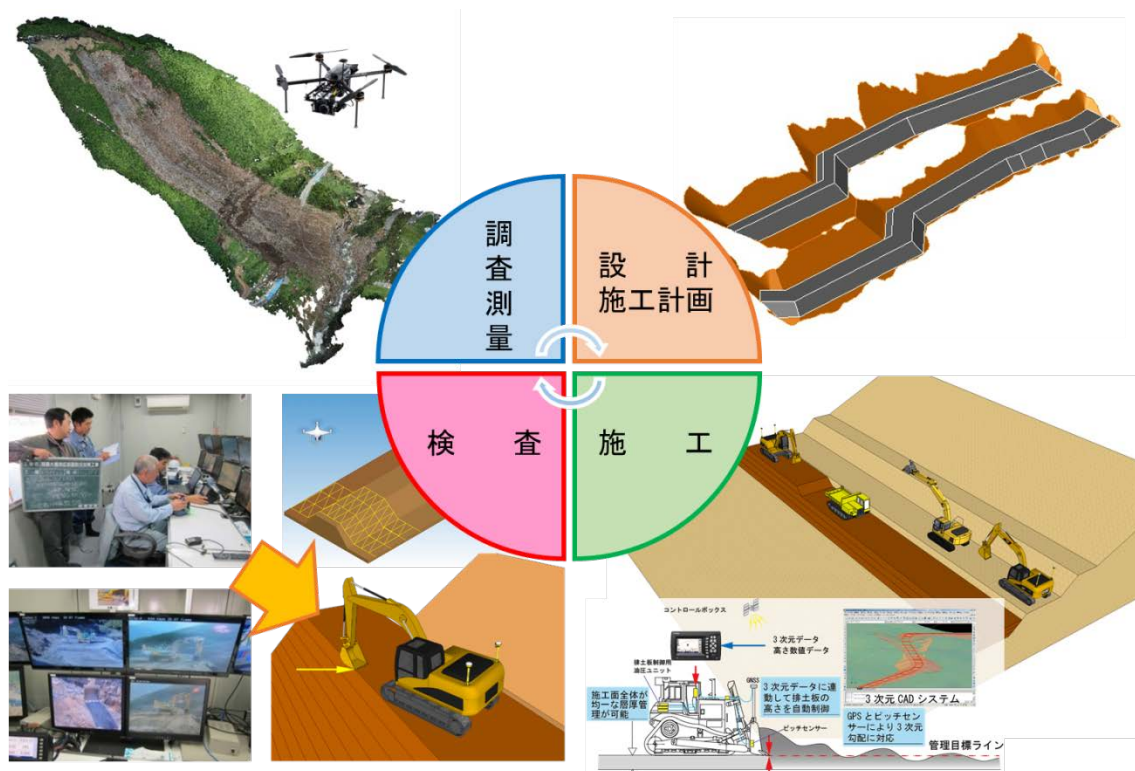 調査測量
設　計
施工計画
検　査
施　工
コントロールボックス
3次元データ
高さ数値データ
排土板制御用
油圧ユニット
施工面全体が
均一な層厚管
理が可能
GNSS
3次元データに連
動して排土板の
高さを自動制御
ピッチセンサー
3次元CADシステム
GPSとピッチセン
サーにより3次元
勾配に対応
管理目標ライン